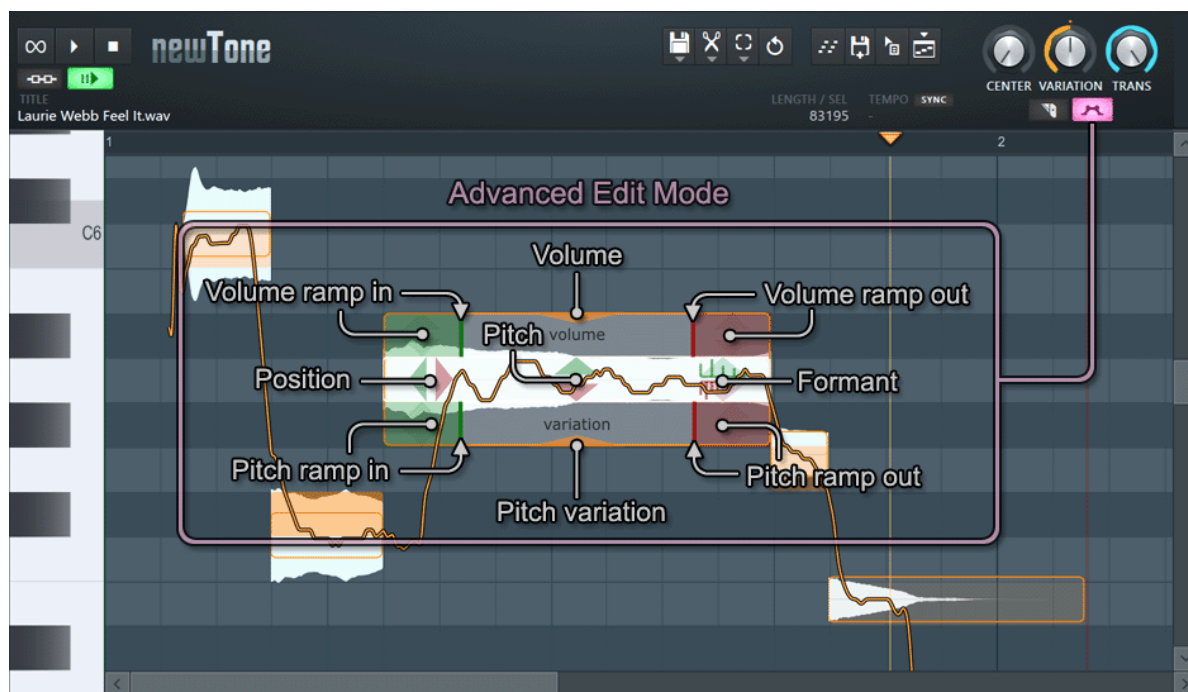 newTone
CENTER VARIATION TRANS
TITLE
LENGTH / SEL TEMPO SYNC
Laurie Webb Feel It.wav
83195 -
1 2
Advanced Edit Mode
C6
Volume
Volume ramp in
Volume ramp out
Pitch
volume
Position
Formant
variation
Pitch ramp in
Pitch ramp out
Pitch variation